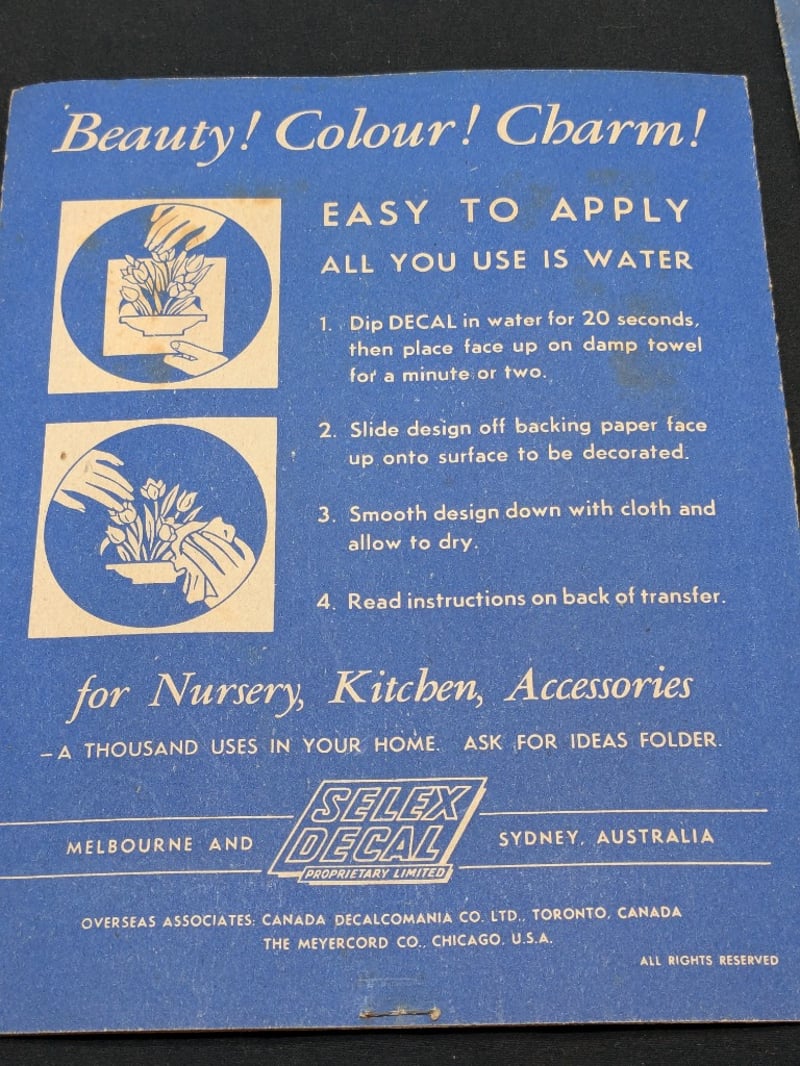 Beauty! Colour! Charm!
EASY TO APPLY
ALL YOU USE IS WATER
1. Dip DECAL in water for 20 seconds,
then place face up on damp towel
for a minute or two.
2. Slide design off backing paper face
up onto surface to be decorated.
3. Smooth design down with cloth and
allow to dry.
4. Read instructions on back of transfer.
for Nursery, Kitchen, Accessories
– A THOUSAND USES IN YOUR HOME. ASK FOR IDEAS FOLDER.
MELBOURNE AND
SELEX
DECAL
PROPRIETARY LIMITED
SYDNEY, AUSTRALIA
OVERSEAS ASSOCIATES: CANADA DECALCOMANIA CO. LTD., TORONTO, CANADA
THE MEYERCORD CO., CHICAGO, U.S.A.
ALL RIGHTS RESERVED